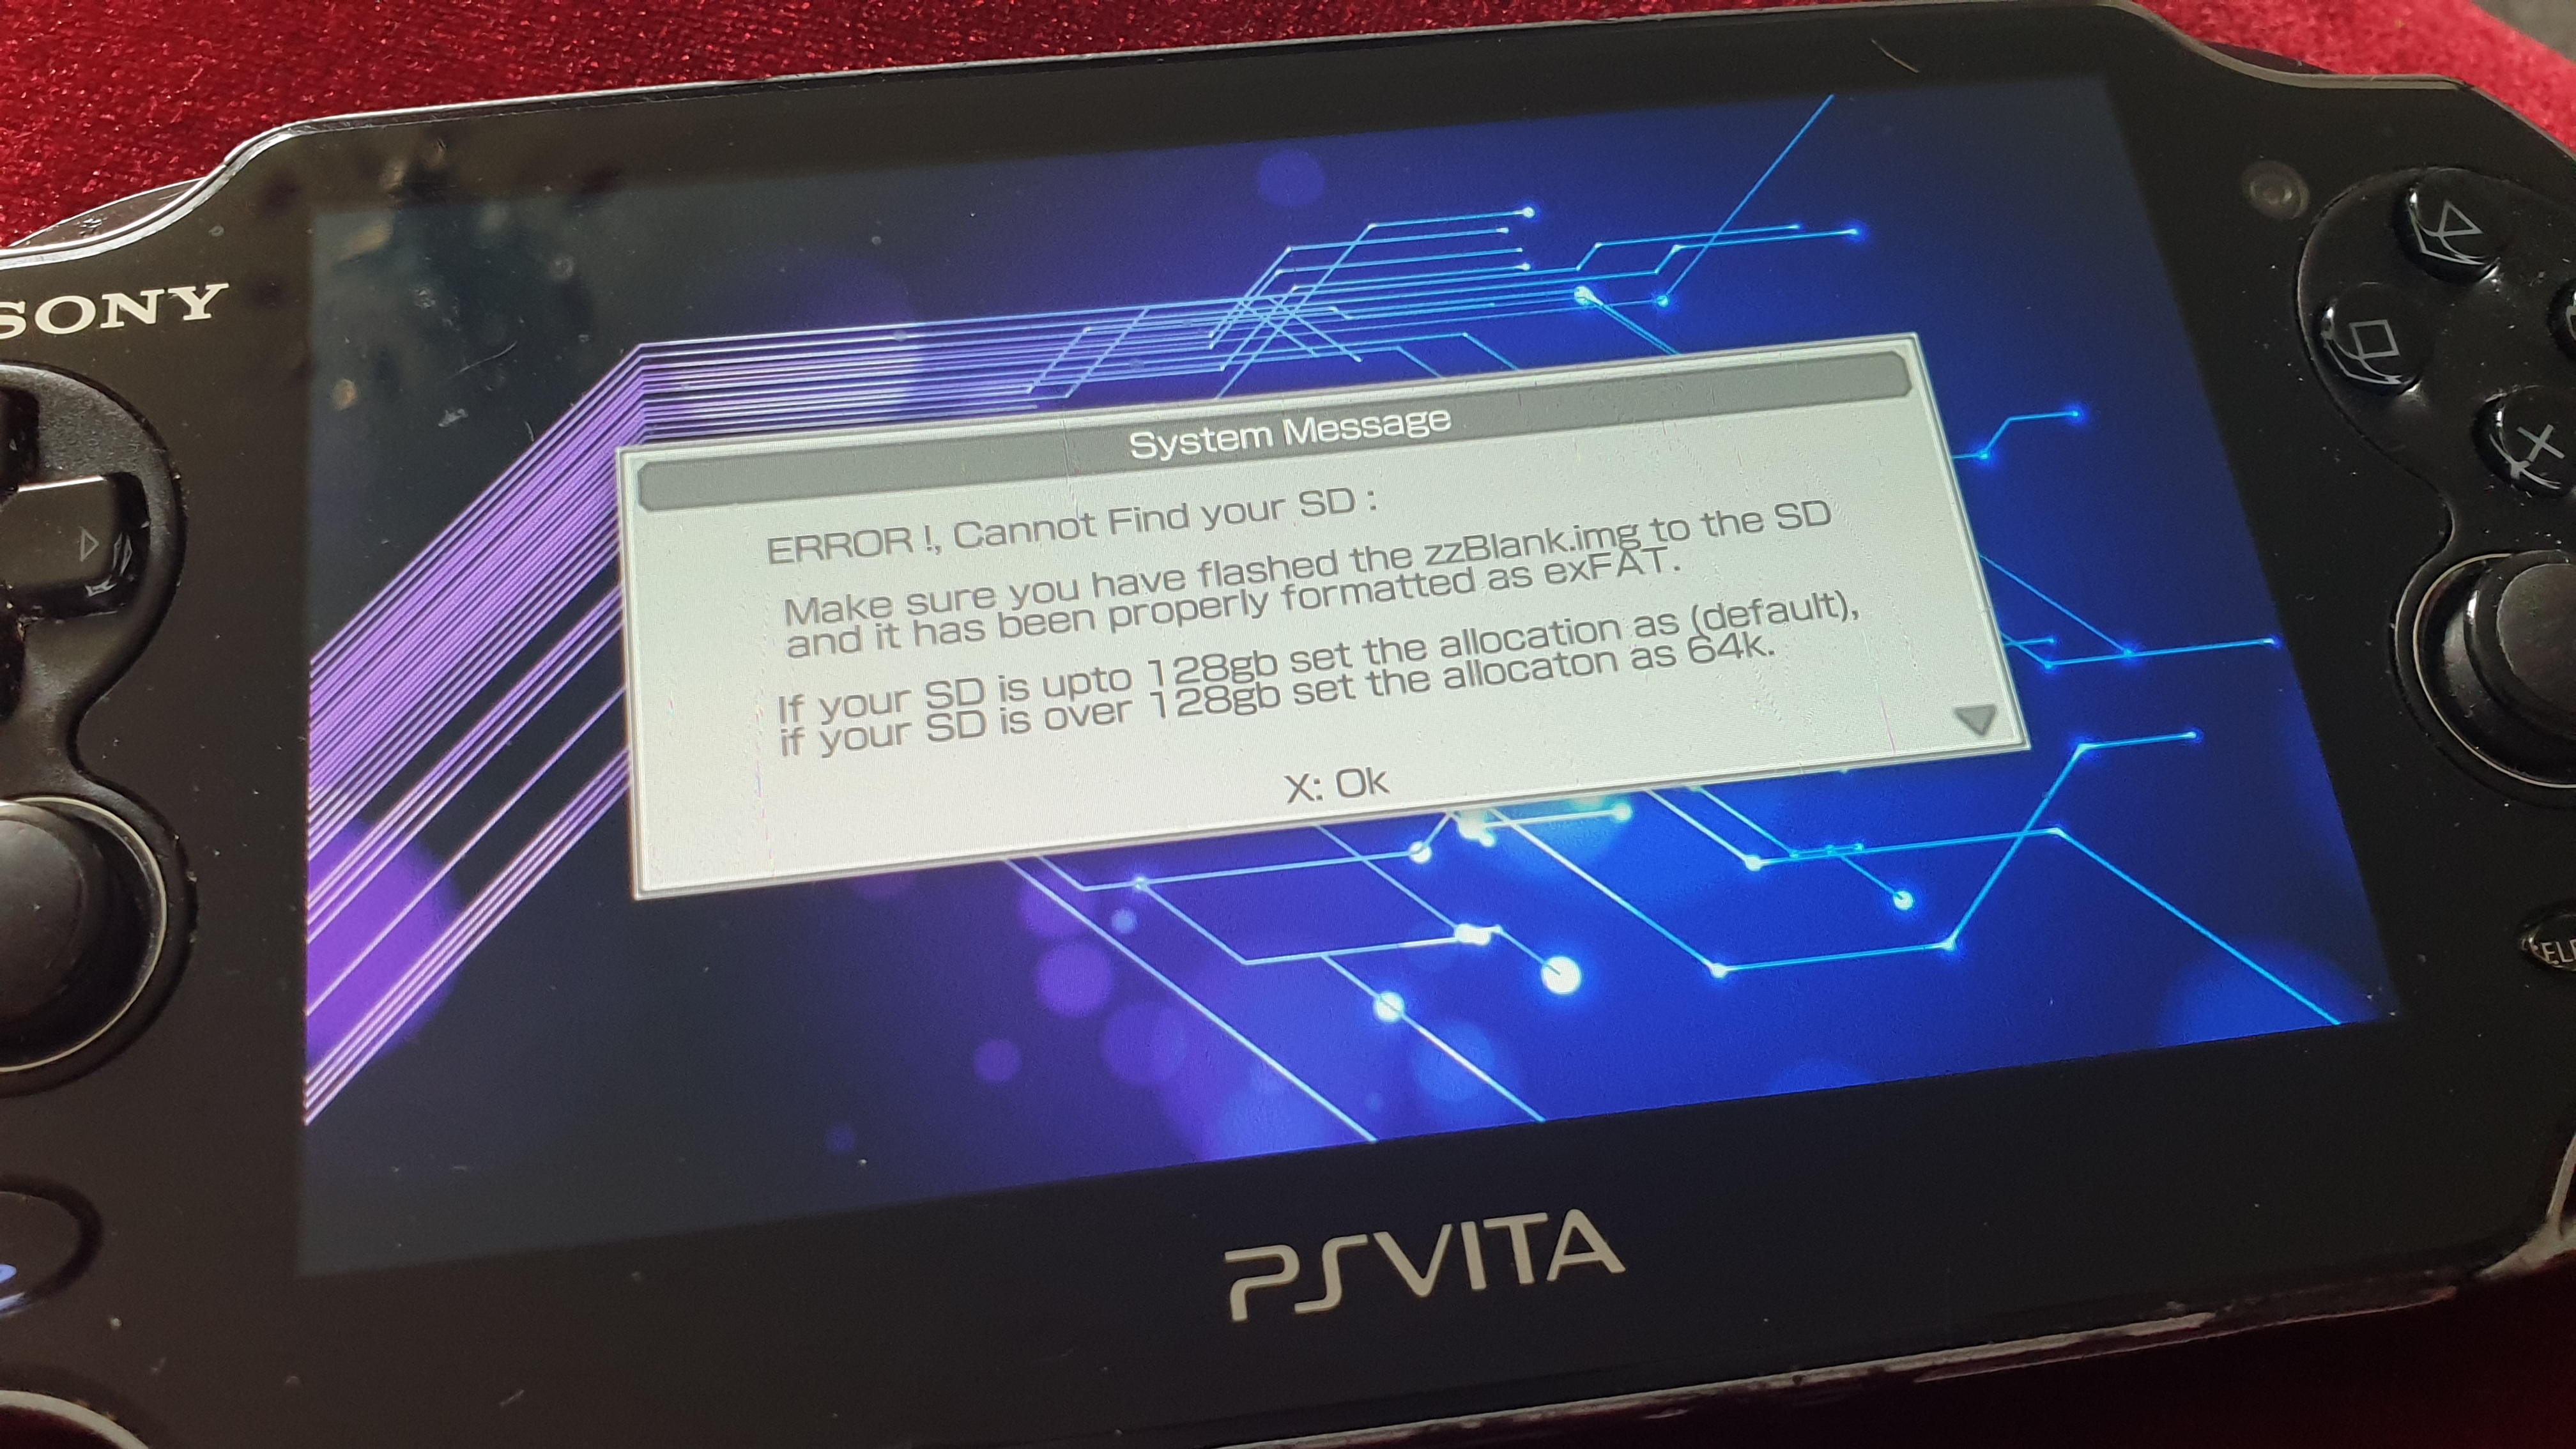 SONY
System Message
ERROR !, Cannot Find your SD :
Make sure you have flashed the zzBlank.img to the SD
and it has been properly formatted as exFAT.
If your SD is upto 128gb set the allocation as (default),
if your SD is over 128gb set the allocaton as 64k.
X: Ok
PSVITA